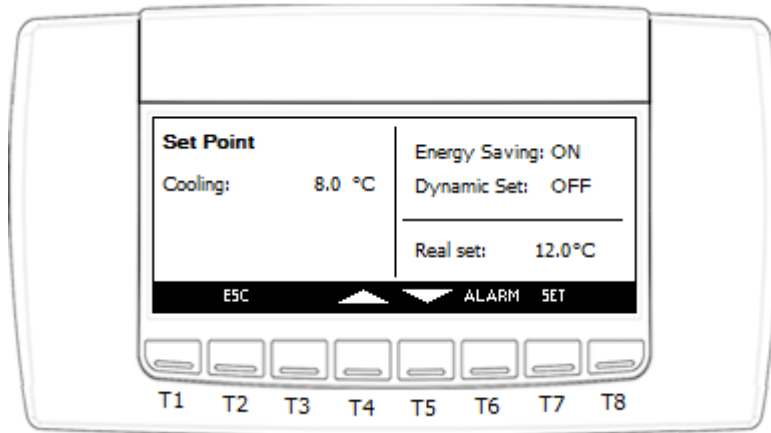 Set Point
Cooling: 8.0 °C
Energy Saving: ON
Dynamic Set: OFF
Real set: 12.0°C
ESC ALARM SET
T1 T2 T3 T4 T5 T6 T7 T8